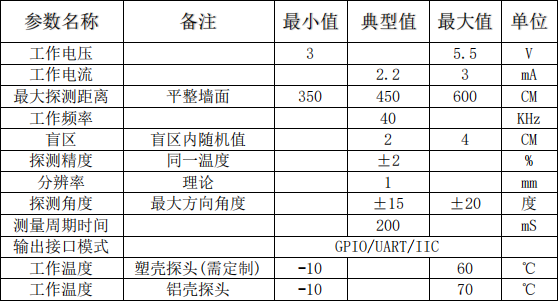 参数名称 备注 最小值 典型值 最大值 单位
工作电压 3 5.5 V
工作电流 2.2 3 mA
最大探测距离 平整墙面 350 450 600 CM
工作频率 40 KHz
盲区 盲区内随机值 2 4 CM
探测精度 同一温度 ±2 %
分辨率 理论 1 mm
探测角度 最大方向角度 ±15 ±20 度
测量周期时间 200 mS
输出接口模式 GPIO/UART/IIC
工作温度 塑壳探头(需定制) -10 60 ℃
工作温度 铝壳探头 -10 70 ℃